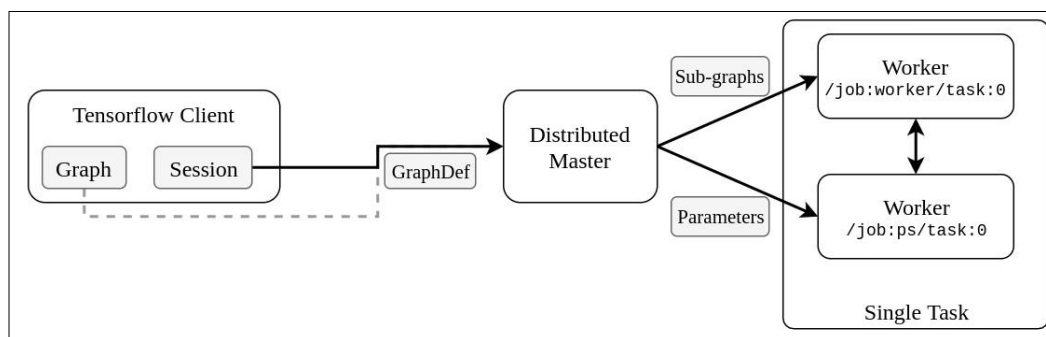 Tensorflow Client
Graph
Session
GraphDef
Distributed
Master
Sub-graphs
Parameters
Worker
/job:worker/task:0
Worker
/job:ps/task:0
Single Task